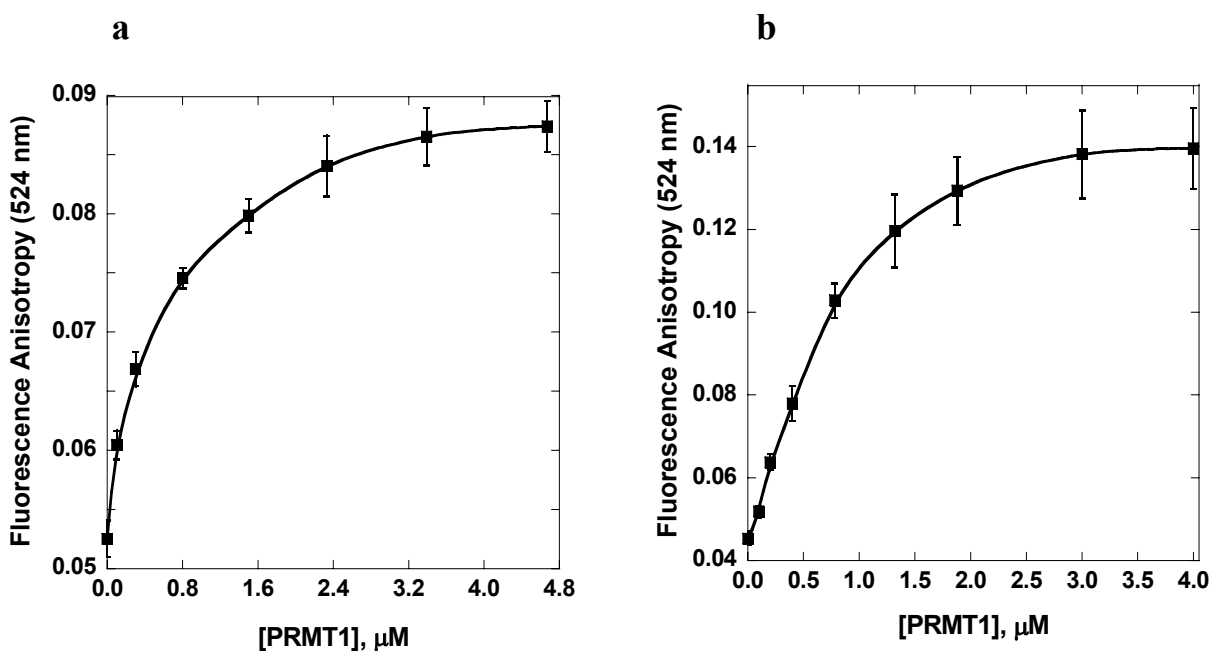 a
Fluorescence Anisotropy (524 nm)
0.09
0.08
0.07
0.06
0.05
0.0 0.8 1.6 2.4 3.2 4.0 4.8
[PRMT1], μM
b
Fluorescence Anisotropy (524 nm)
0.14
0.12
0.10
0.08
0.06
0.04
0.0 0.5 1.0 1.5 2.0 2.5 3.0 3.5 4.0
[PRMT1], μM